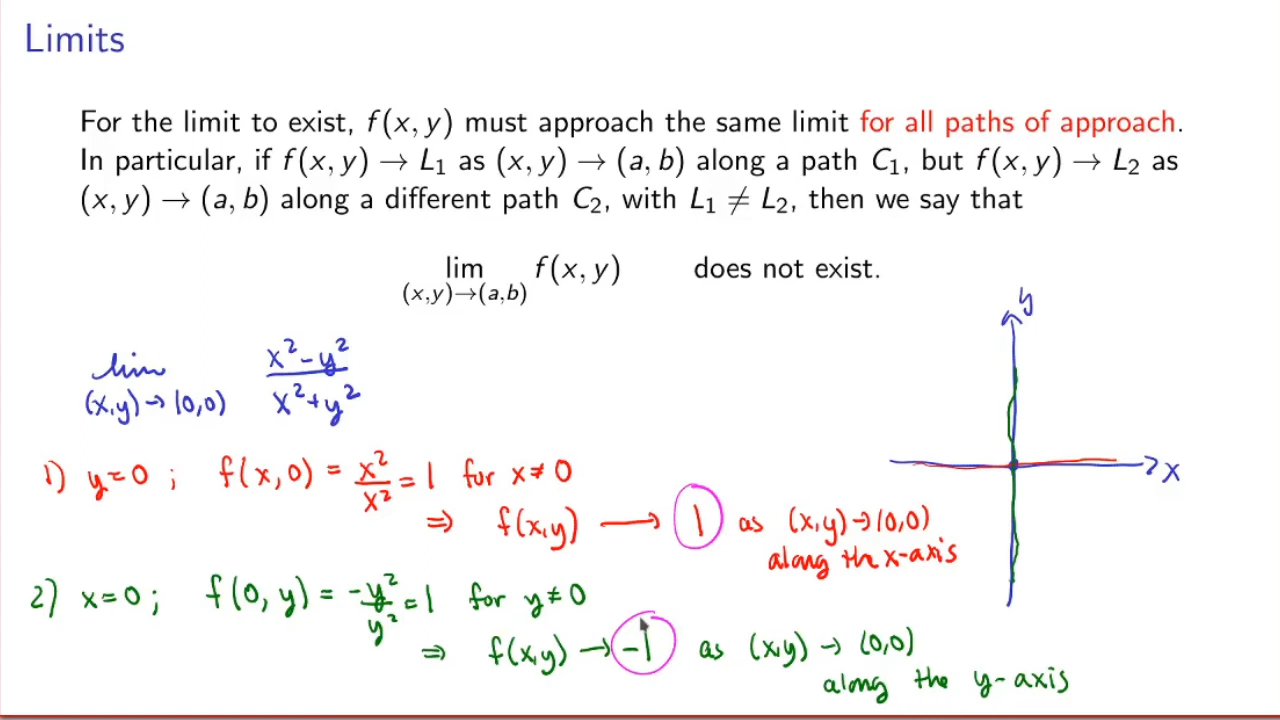 Limits
For the limit to exist, f(x, y) must approach the same limit for all paths of approach.
In particular, if f(x, y) → L₁ as (x, y) → (a, b) along a path C₁, but f(x, y) → L₂ as
(x, y) → (a, b) along a different path C₂, with L₁ ≠ L₂, then we say that
lim f(x, y) does not exist.
(x,y)→(a,b)
y
lim x² - y²
(x,y) → (0,0) x² + y²
x
1) y = 0 ; f(x, 0) = x²/x² = 1 for x ≠ 0
⇒ f(x,y) → 1 as (x,y) → (0,0)
along the x-axis
2) x = 0 ; f(0, y) = -y²/y² = 1 for y ≠ 0
⇒ f(x,y) → -1 as (x,y) → (0,0)
along the y-axis